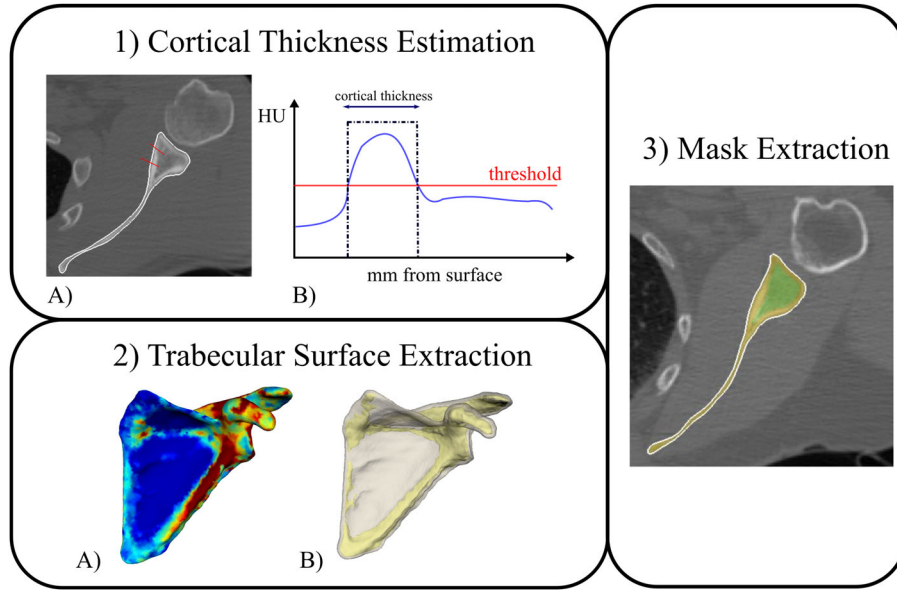 1) Cortical Thickness Estimation
cortical thickness
HU
threshold
mm from surface
A)
B)
2) Trabecular Surface Extraction
A)
B)
3) Mask Extraction